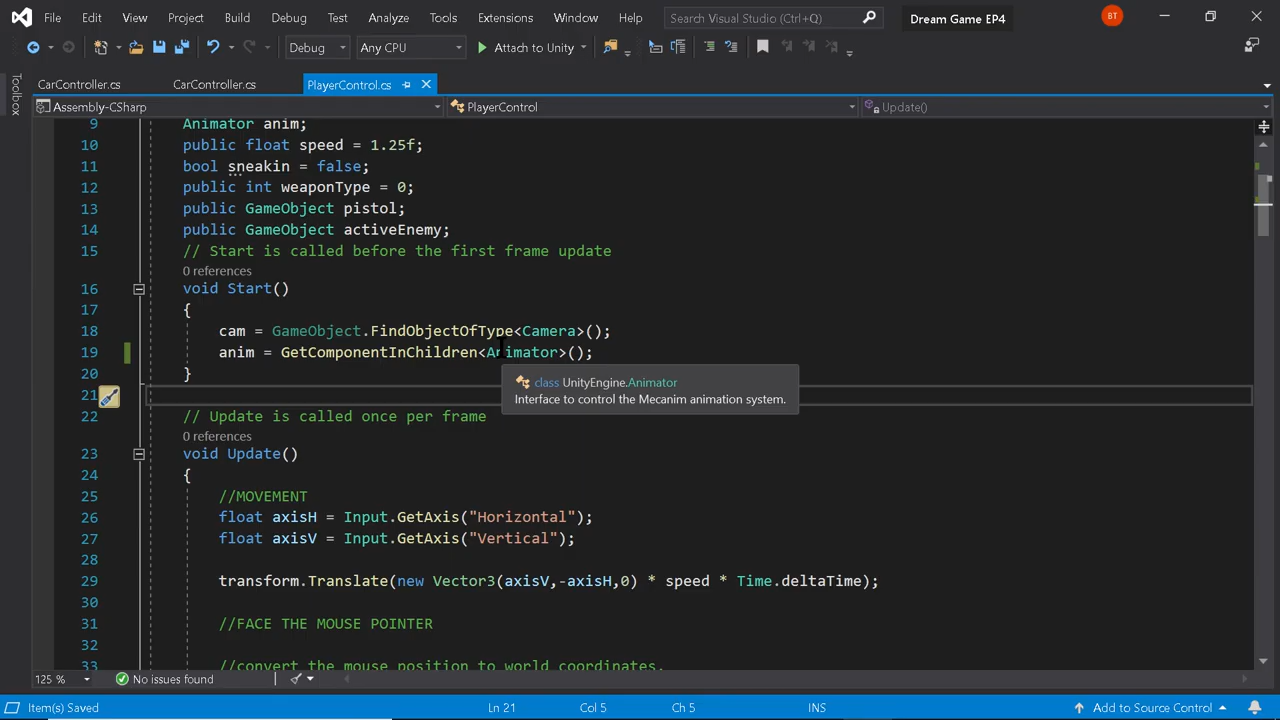 File Edit View Project Build Debug Test Analyze Tools Extensions Window Help Search Visual Studio (Ctrl+Q) Dream Game EP4 BT
Debug Any CPU Attach to Unity
CarController.cs CarController.cs PlayerControl.cs
Toolbox
Assembly-CSharp PlayerControl Update()
9 Animator anim;
10 public float speed = 1.25f;
11 bool sneakin = false;
12 public int weaponType = 0;
13 public GameObject pistol;
14 public GameObject activeEnemy;
15 // Start is called before the first frame update
0 references
16 void Start()
17 {
18 cam = GameObject.FindObjectOfType<Camera>();
19 anim = GetComponentInChildren<Animator>();
20 }
21
class UnityEngine.Animator
Interface to control the Mecanim animation system.
22 // Update is called once per frame
0 references
23 void Update()
24 {
25 //MOVEMENT
26 float axisH = Input.GetAxis("Horizontal");
27 float axisV = Input.GetAxis("Vertical");
28
29 transform.Translate(new Vector3(axisV,-axisH,0) * speed * Time.deltaTime);
30
31 //FACE THE MOUSE POINTER
32
33 //convert the mouse position to world coordinates.
125 % No issues found
Item(s) Saved Ln 21 Col 5 Ch 5 INS Add to Source Control